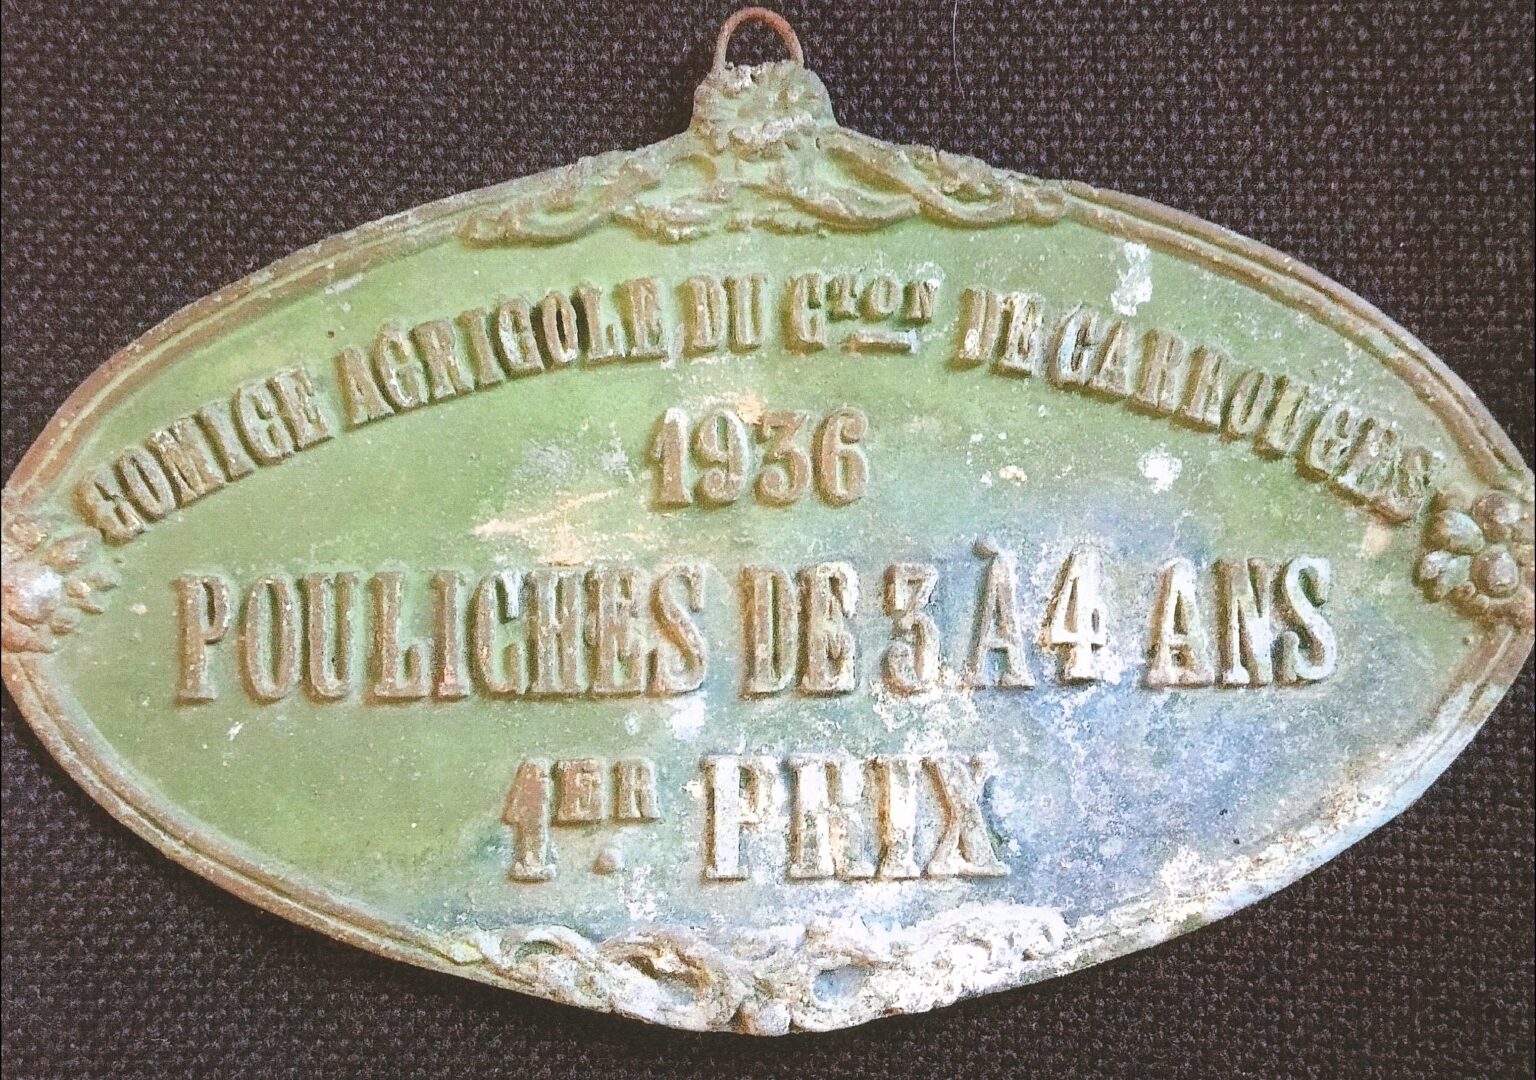 COMICE AGRICOLE DU CTON DE CARROUGES
1936
POULICHES DE 3 À 4 ANS
1ER. PRIX